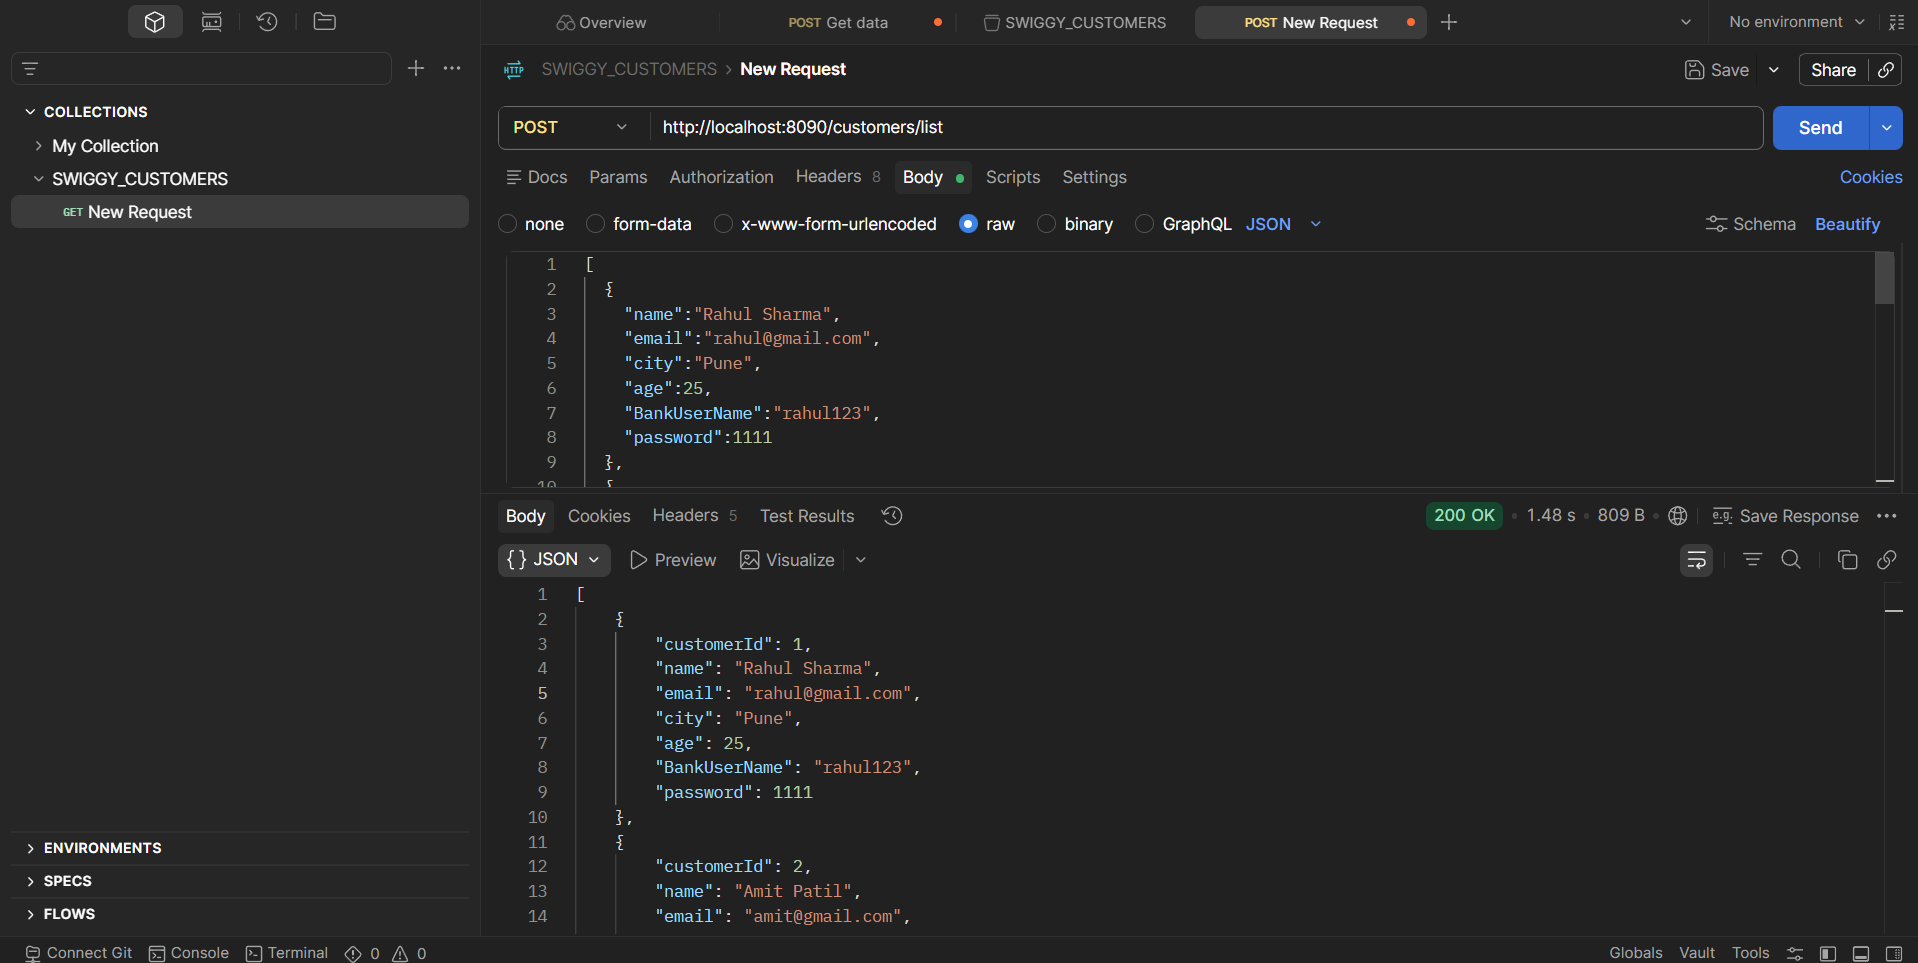 Overview
POST Get data
SWIGGY_CUSTOMERS
POST New Request
No environment
COLLECTIONS
My Collection
SWIGGY_CUSTOMERS
GET New Request
ENVIRONMENTS
SPECS
FLOWS
HTTP SWIGGY_CUSTOMERS > New Request
Save
Share
POST http://localhost:8090/customers/list
Send
Docs Params Authorization Headers 8 Body Scripts Settings
Cookies
none form-data x-www-form-urlencoded raw binary GraphQL JSON
Schema Beautify
1 [
2 {
3 "name":"Rahul Sharma",
4 "email":"rahul@gmail.com",
5 "city":"Pune",
6 "age":25,
7 "BankUserName":"rahul123",
8 "password":1111
9 },
10 {
Body Cookies Headers 5 Test Results
200 OK • 1.48 s • 809 B
e.g. Save Response
{} JSON Preview Visualize
1 [
2 {
3 "customerId": 1,
4 "name": "Rahul Sharma",
5 "email": "rahul@gmail.com",
6 "city": "Pune",
7 "age": 25,
8 "BankUserName": "rahul123",
9 "password": 1111
10 },
11 {
12 "customerId": 2,
13 "name": "Amit Patil",
14 "email": "amit@gmail.com",
Connect Git Console Terminal 0 0
Globals Vault Tools